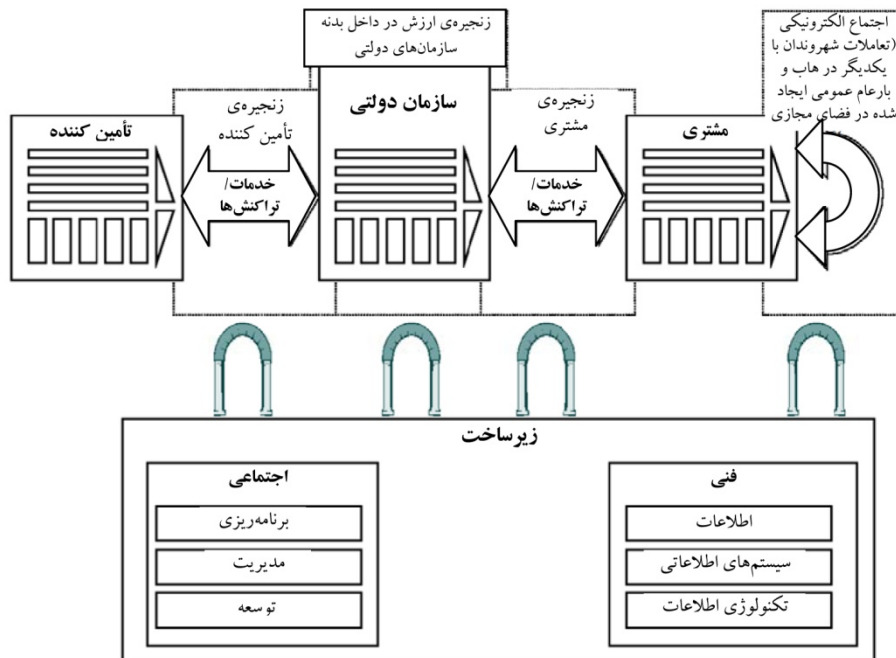 اجتماع الکترونیکی
(تعاملات شهروندان با
یکدیگر در هاب و
بارعام عمومی ایجاد
شده در فضای مجازی
زنجیره‌ی ارزش در داخل بدنه
سازمان‌های دولتی
مشتری
زنجیره‌ی
مشتری
خدمات/
تراکنش‌ها
سازمان دولتی
زنجیره‌ی
تأمین کننده
خدمات/
تراکنش‌ها
تأمین کننده
زیرساخت
فنی
اطلاعات
سیستم‌های اطلاعاتی
تکنولوژی اطلاعات
اجتماعی
برنامه‌ریزی
مدیریت
توسعه